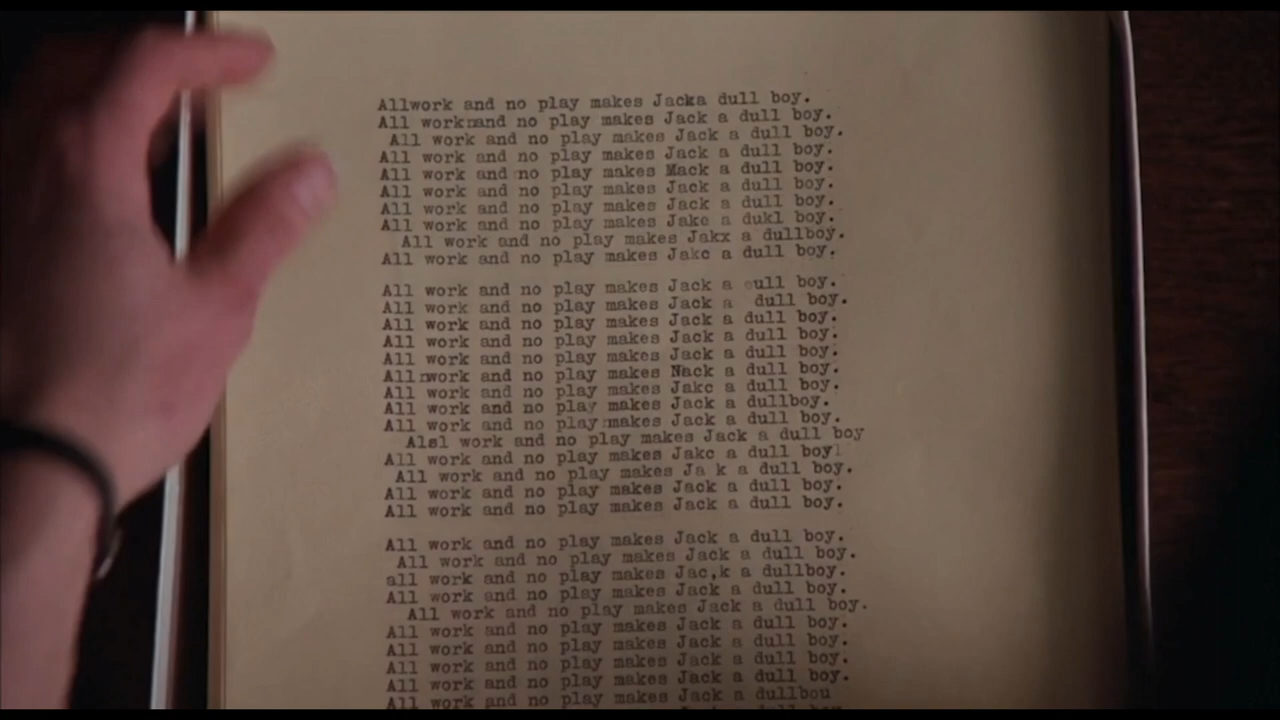 Allwork and no play makes Jacka dull boy.
All workmand no play makes Jack a dull boy.
All work and no play makes Jack a dull boy.
All work and no play makes Jack a dull boy.
All work and no play makes Mack a dull boy.
All work and no play makes Jack a dull boy.
All work and no play makes Jack a dull boy.
All work and no play makes Jake a dukl boy.
All work and no play makes Jakx a dullboy.
All work and no play makes Jakc a dull boy.
All work and no play makes Jack a cull boy.
All work and no play makes Jack a dull boy.
All work and no play makes Jack a dull boy.
All work and no play makes Jack a dull boy.
All work and no play makes Jack a dull boy.
All work and no play makes Nack a dull boy.
All work and no play makes Jakc a dull boy.
All work and no play makes Jack a dullboy.
All work and no play makes Jack a dull boy.
Alsl work and no play makes Jack a dull boy
All work and no play makes Jakc a dull boyl
All work and no play makes Ja k a dull boy.
All work and no play makes Jack a dull boy.
All work and no play makes Jack a dull boy.
All work and no play makes Jack a dull boy.
All work and no play makes Jack a dull boy.
all work and no play makes Jac,k a dullboy.
All work and no play makes Jack a dull boy.
All work and no play makes Jack a dull boy.
All work and no play makes Jack a dull boy.
All work and no play makes Jack a dull boy.
All work and no play makes Jack a dull boy.
All work and no play makes Jack a dull boy.
All work and no play makes Jack a dullbou